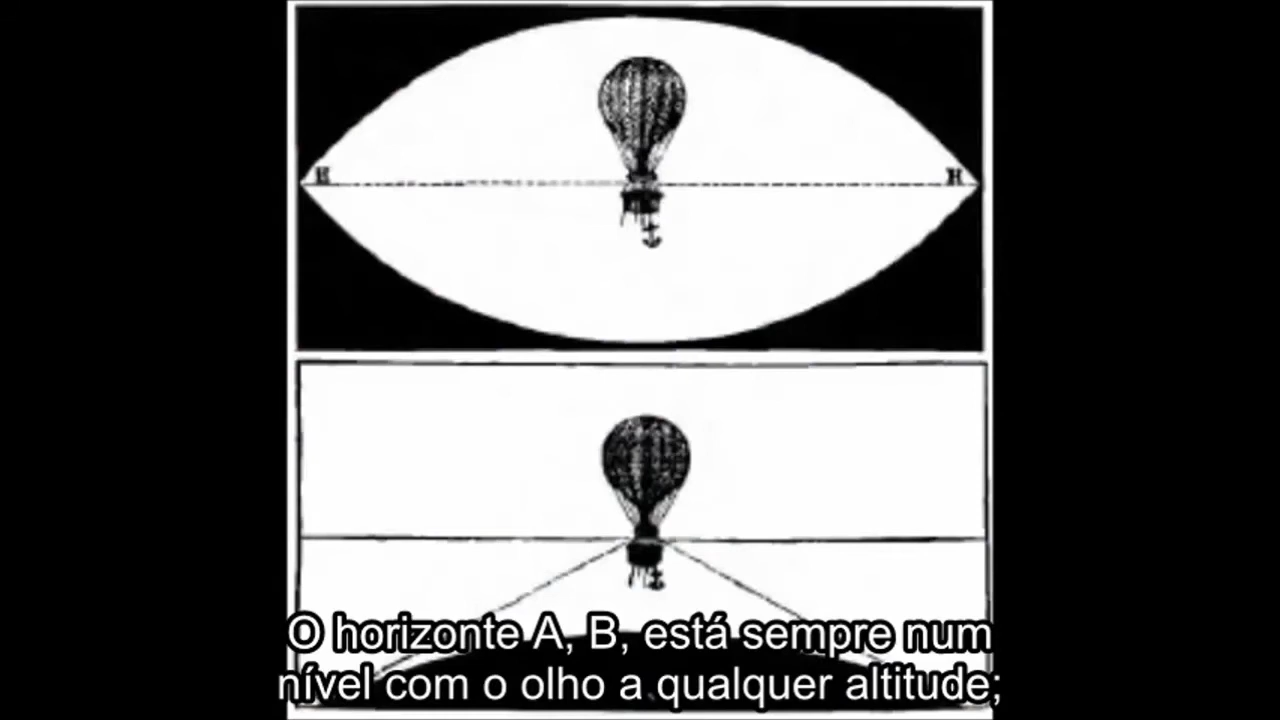 H H
O horizonte A, B, está sempre num
nível com o olho a qualquer altitude;